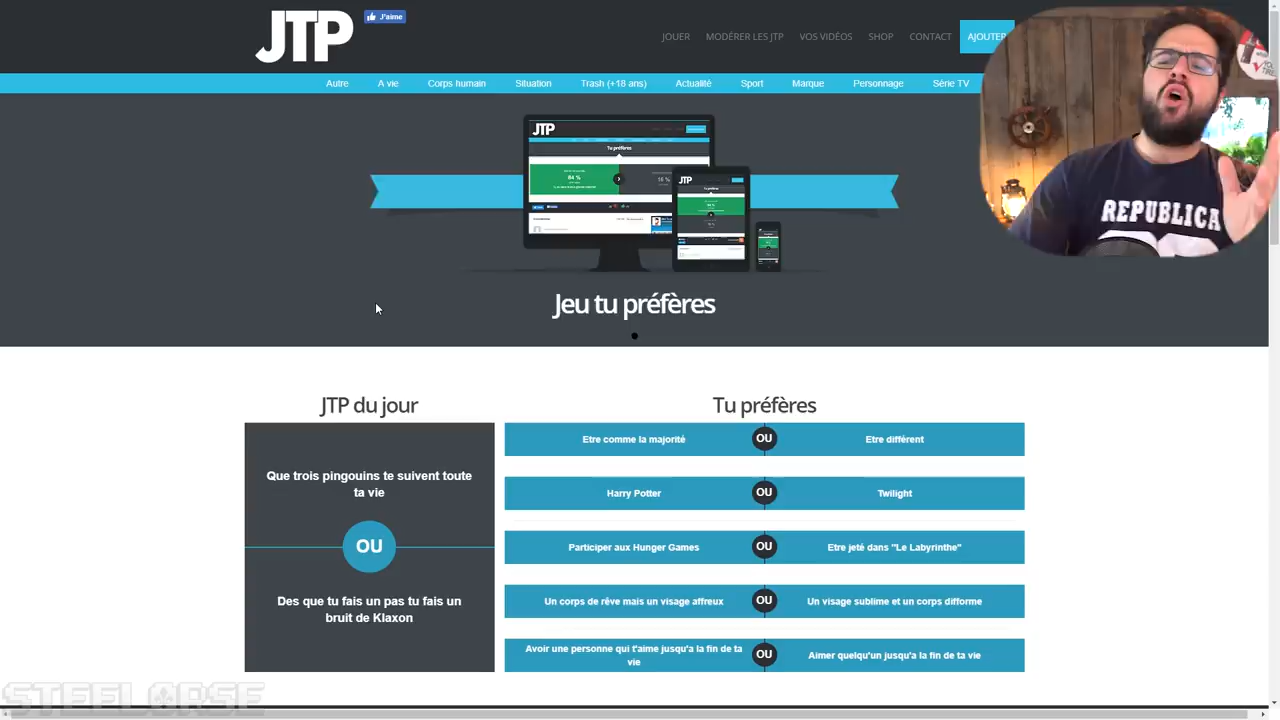 JTP
J'aime
JOUER MODÉRER LES JTP VOS VIDÉOS SHOP CONTACT AJOUTER
Autre A vie Corps humain Situation Trash (+18 ans) Actualité Sport Marque Personnage Série TV
JTP
Tu préfères
84 %
JTP
Tu préfères
REPUBLICA
Jeu tu préfères
JTP du jour
Que trois pingouins te suivent toute
ta vie
OU
Des que tu fais un pas tu fais un
bruit de Klaxon
Tu préfères
Etre comme la majorité OU Etre différent
Harry Potter OU Twilight
Participer aux Hunger Games OU Etre jeté dans "Le Labyrinthe"
Un corps de rêve mais un visage affreux OU Un visage sublime et un corps difforme
Avoir une personne qui t'aime jusqu'a la fin de ta
vie
OU Aimer quelqu'un jusqu'a la fin de ta vie
STEELORSE